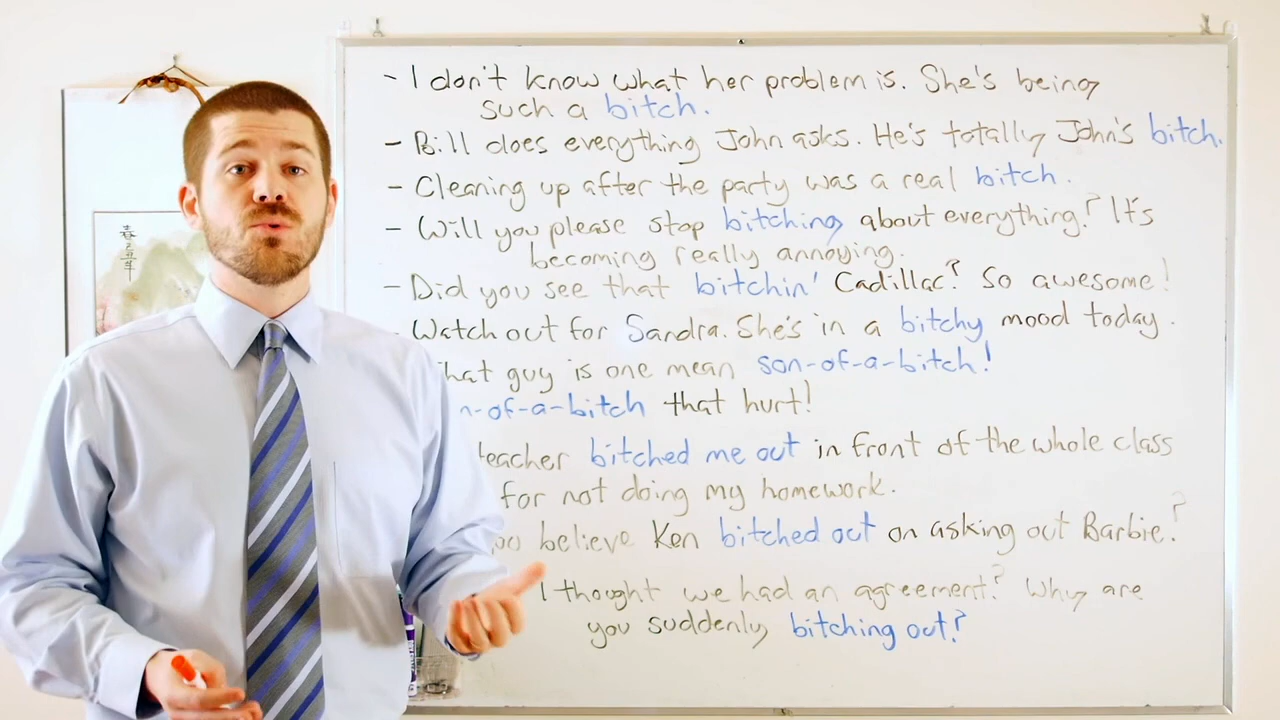 - I don't know what her problem is. She's being
such a bitch.
- Bill does everything John asks. He's totally John's bitch.
- Cleaning up after the party was a real bitch.
- Will you please stop bitching about everything? It's
becoming really annoying.
- Did you see that bitchin' Cadillac? So awesome!
- Watch out for Sandra. She's in a bitchy mood today.
guy is one mean son-of-a-bitch!
-of-a-bitch that hurt!
teacher bitched me out in front of the whole class
for not doing my homework.
believe Ken bitched out on asking out Barbie?
I thought we had an agreement? Why are
you suddenly bitching out?